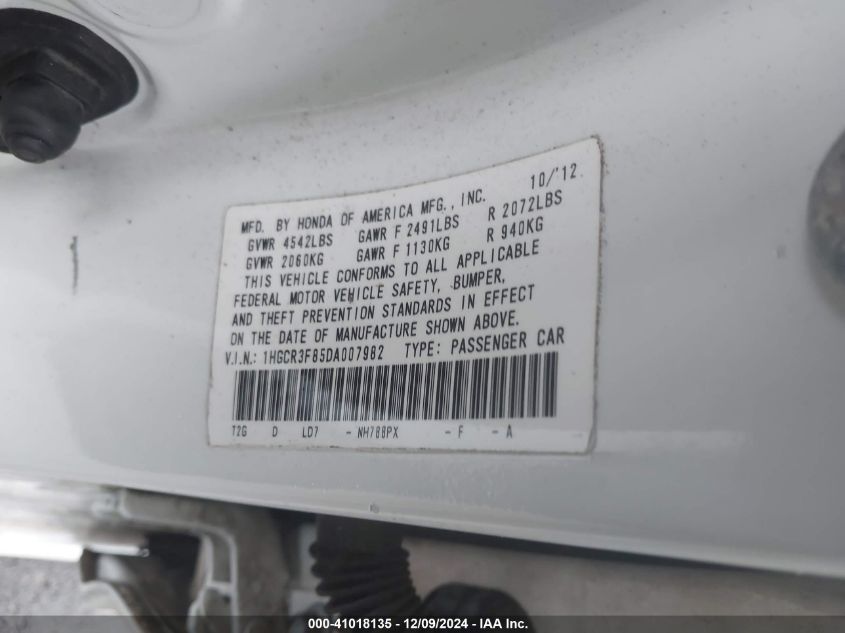 10/'12
MFD. BY HONDA OF AMERICA MFG., INC.
GVWR 4542LBS GAWR F 2491LBS R 2072LBS
GVWR 2060KG GAWR F 1130KG R 940KG
THIS VEHICLE CONFORMS TO ALL APPLICABLE
FEDERAL MOTOR VEHICLE SAFETY, BUMPER,
AND THEFT PREVENTION STANDARDS IN EFFECT
ON THE DATE OF MANUFACTURE SHOWN ABOVE.
V.I.N.: 1HGCR3F85DA007982 TYPE: PASSENGER CAR
T2G D LD7 - NH788PX - F - A
000-41018135 - 12/09/2024 - IAA Inc.